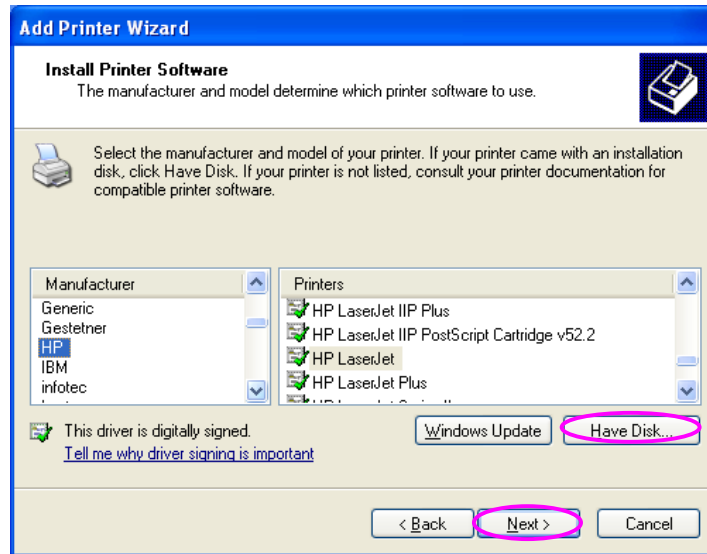 Add Printer Wizard
Install Printer Software
The manufacturer and model determine which printer software to use.
Select the manufacturer and model of your printer. If your printer came with an installation
disk, click Have Disk. If your printer is not listed, consult your printer documentation for
compatible printer software.
Manufacturer
Generic
Gestetner
HP
IBM
infotec
Printers
HP LaserJet IIP Plus
HP LaserJet IIP PostScript Cartridge v52.2
HP LaserJet
HP LaserJet Plus
This driver is digitally signed.
Tell me why driver signing is important
Windows Update
Have Disk...
< Back
Next >
Cancel